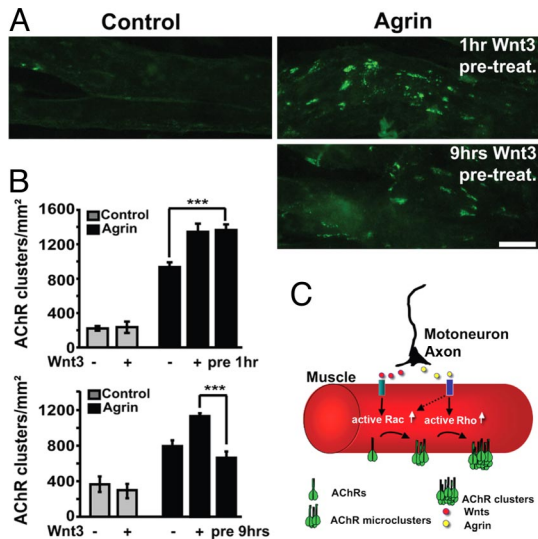 A
Control
Agrin
1hr Wnt3
pre-treat.
9hrs Wnt3
pre-treat.
B
AChR clusters/mm²
1600
1200
800
400
0
Control
Agrin
***
Wnt3 - + - + pre 1hr
AChR clusters/mm²
1200
800
400
0
Control
Agrin
***
Wnt3 - + - + pre 9hrs
C
Motoneuron
Axon
Muscle
active Rac
active Rho
AChRs
AChR microclusters
AChR clusters
Wnts
Agrin